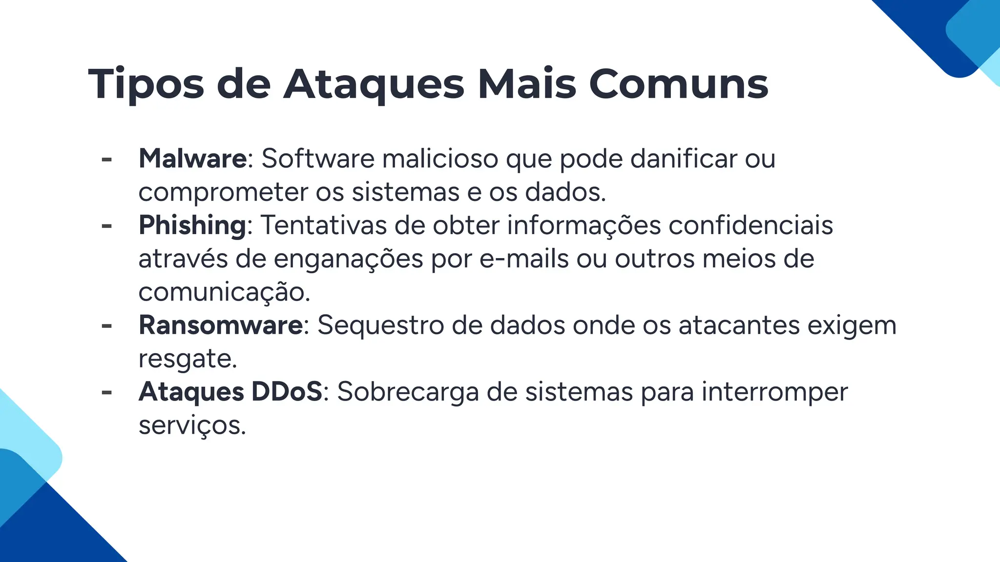 Tipos de Ataques Mais Comuns
- Malware: Software malicioso que pode danificar ou
comprometer os sistemas e os dados.
- Phishing: Tentativas de obter informações confidenciais
através de enganações por e-mails ou outros meios de
comunicação.
- Ransomware: Sequestro de dados onde os atacantes exigem
resgate.
- Ataques DDoS: Sobrecarga de sistemas para interromper
serviços.